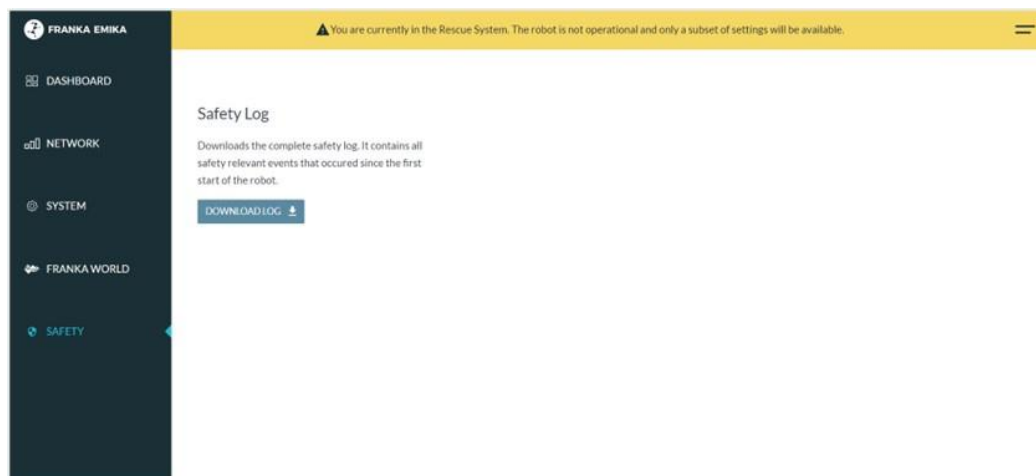 FRANKA EMIKA
You are currently in the Rescue System. The robot is not operational and only a subset of settings will be available.
DASHBOARD
NETWORK
SYSTEM
FRANKA WORLD
SAFETY
Safety Log
Downloads the complete safety log. It contains all
safety relevant events that occured since the first
start of the robot.
DOWNLOAD LOG